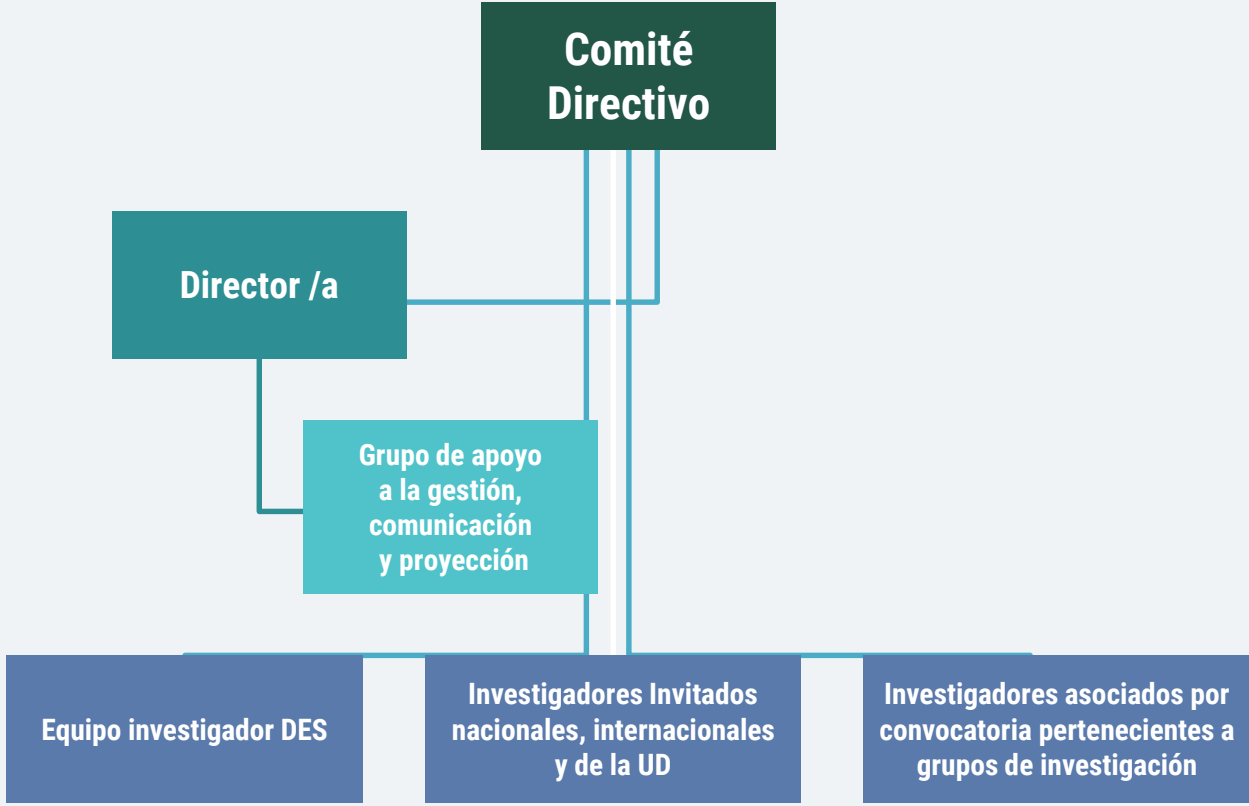 Comité
Directivo
Director /a
Grupo de apoyo
a la gestión,
comunicación
y proyección
Equipo investigador DES
Investigadores Invitados
nacionales, internacionales
y de la UD
Investigadores asociados por
convocatoria pertenecientes a
grupos de investigación